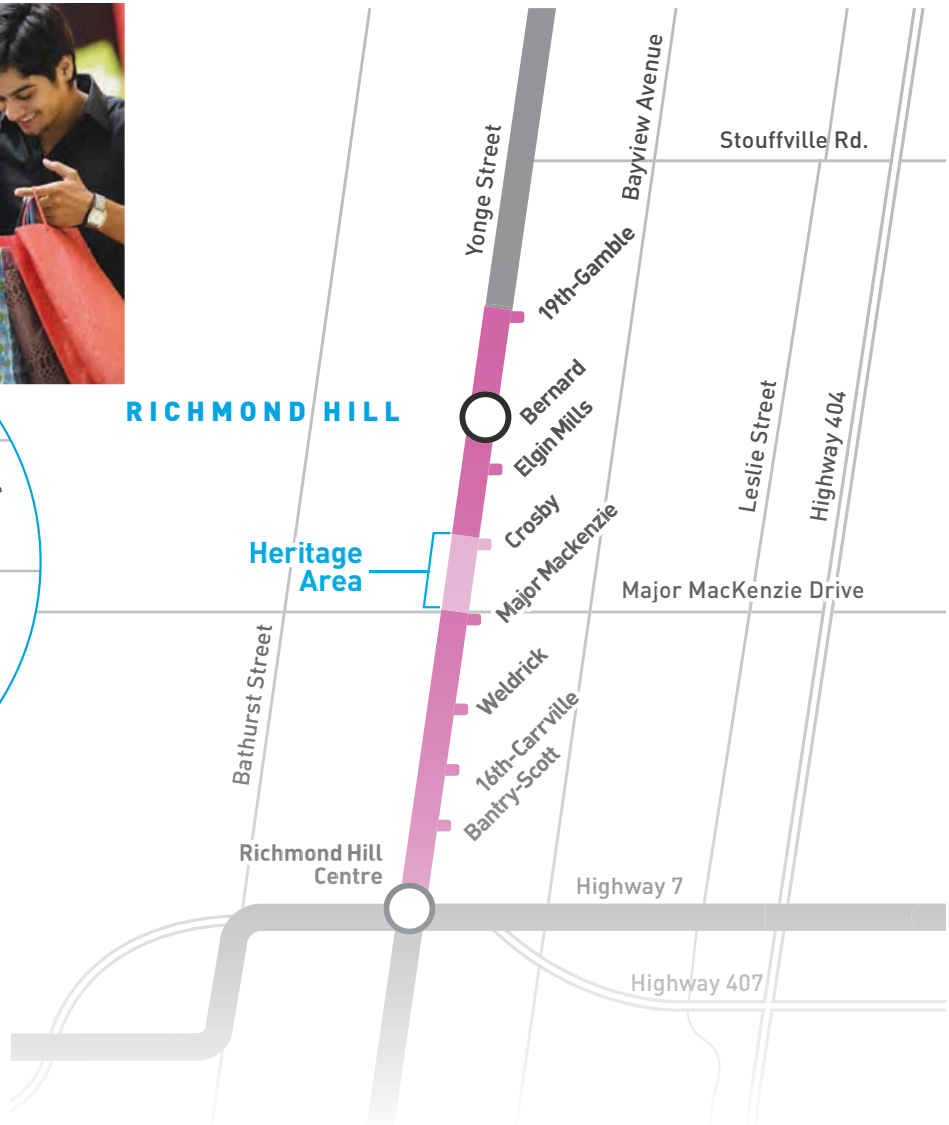 Yonge Street
Bayview Avenue
Stouffville Rd.
19th-Gamble
RICHMOND HILL
Bernard
Elgin Mills
Leslie Street
Highway 404
Crosby
Heritage
Area
Major Mackenzie
Major MacKenzie Drive
Bathurst Street
Weldrick
16th-Carrville
Bantry-Scott
Richmond Hill
Centre
Highway 7
Highway 407